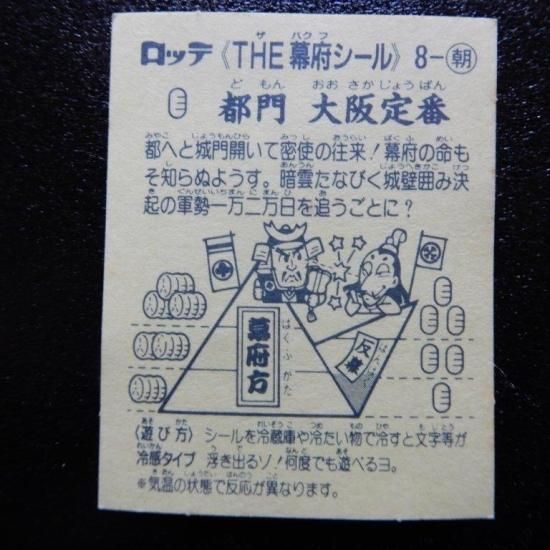 ロッテ《THE幕府シール》8-朝
都門 大阪定番
都へと城門開いて密使の往来!幕府の命も
そ知らぬようす。暗雲たなびく城壁囲み決
起の軍勢一万二万日を追うごとに?
幕府方
反幕
〈遊び方〉シールを冷蔵庫や冷たい物で冷すと文字等が
冷感タイプ 浮き出るゾ!何度でも遊べるヨ。
※気温の状態で反応が異なります。